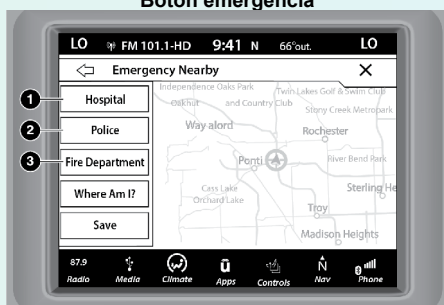 Botón emergencia
LO FM 101.1-HD 9:41 N 66°out. LO
Emergency Nearby X
1 Hospital
2 Police
3 Fire Department
Where Am I?
Save
Independence Oaks Park
Twin Lakes Golf & Swim Club
Oakhut and Country Club
Stony Creek Metropark
Way alord
Rochester
Ponti
River Bend Park
Cass Lake
Orchard Lake
Sterling He
Troy
Madison Heights
87.9
Radio Media Climate Apps Controls Nav Phone